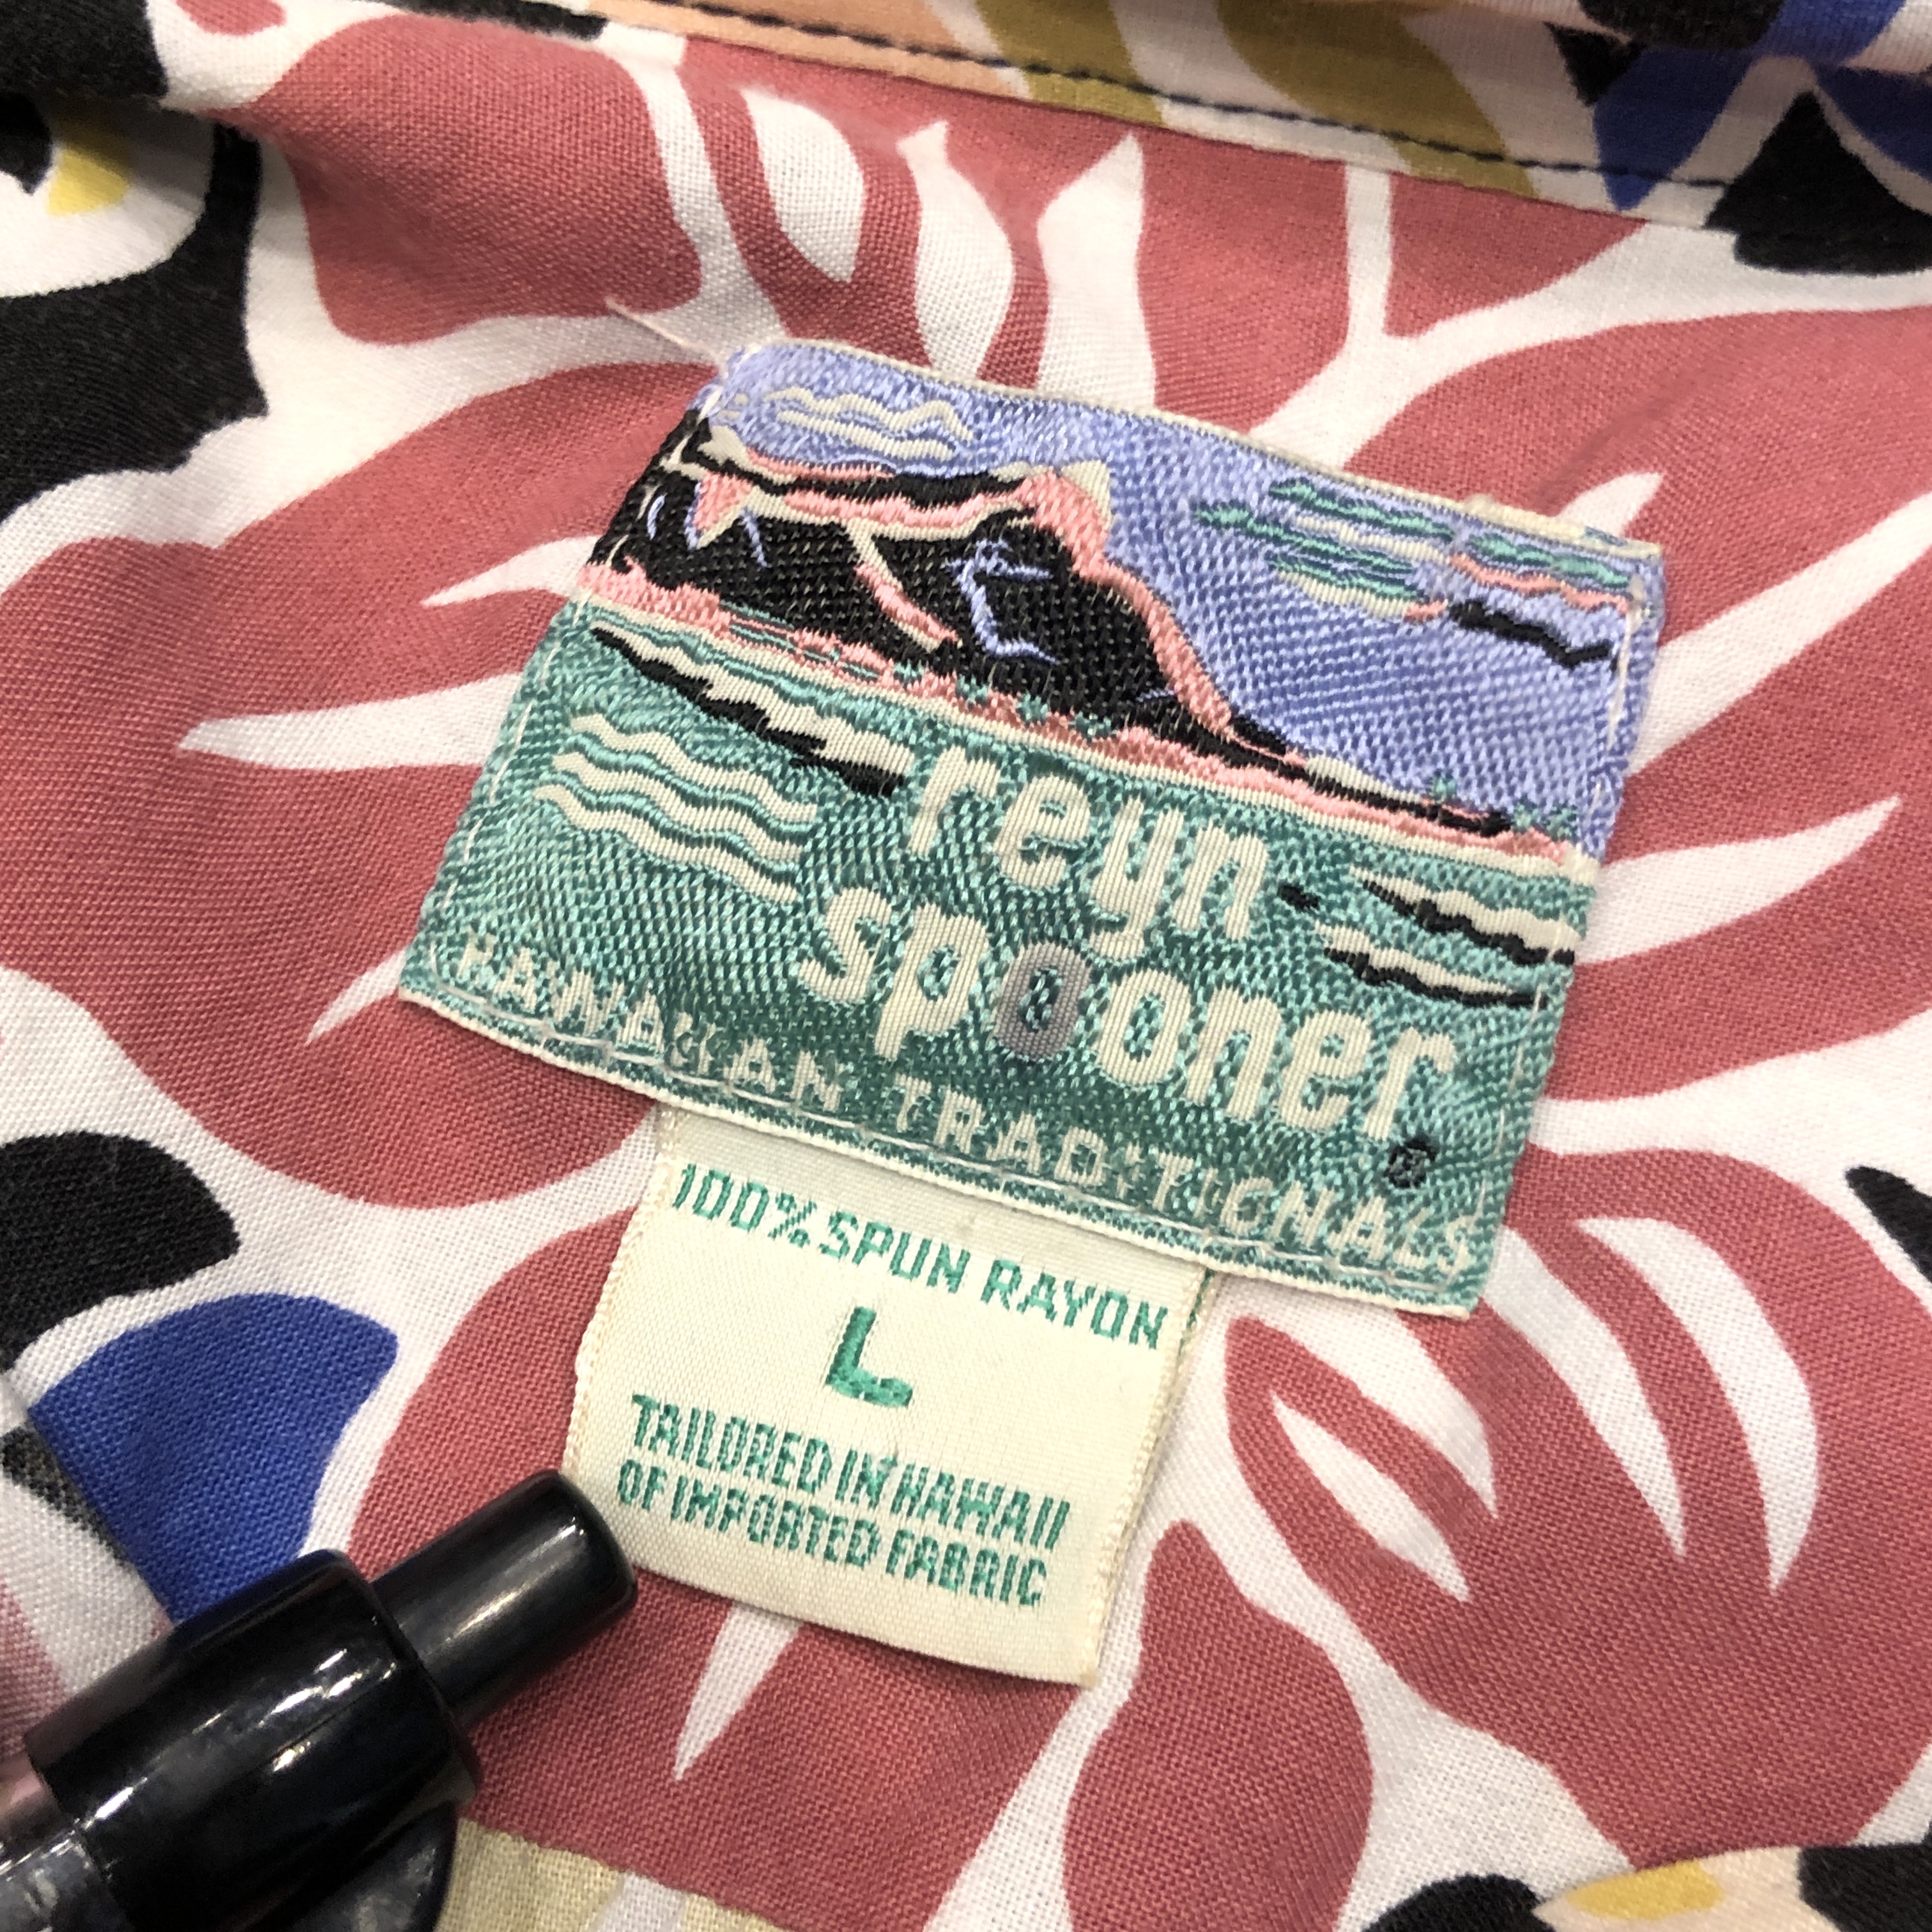 reyn
spooner
®
HAWAIIAN TRADITIONALS
100% SPUN RAYON
L
TAILORED IN HAWAII
OF IMPORTED FABRIC